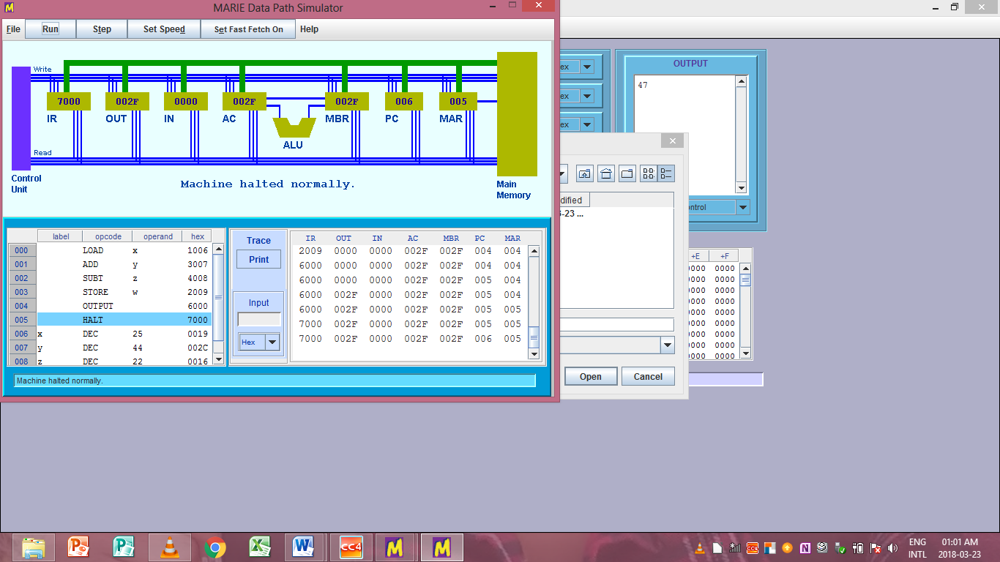 MARIE Data Path Simulator
File Run Step Set Speed Set Fast Fetch On Help
Write
7000 002F 0000 002F 002F 006 005
IR OUT IN AC MBR PC MAR
ALU
Read
Control
Unit
Machine halted normally.
Main
Memory
label opcode operand hex
000 LOAD x 1006
001 ADD y 3007
002 SUBT z 4008
003 STORE w 2009
004 OUTPUT 6000
005 HALT 7000
006 x DEC 25 0019
007 y DEC 44 002C
008 z DEC 22 0016
Trace
Print
Input
Hex
IR OUT IN AC MBR PC MAR
2009 0000 0000 002F 002F 004 004
6000 0000 0000 002F 002F 004 004
6000 0000 0000 002F 002F 005 004
6000 002F 0000 002F 002F 005 004
6000 002F 0000 002F 002F 005 005
7000 002F 0000 002F 002F 005 005
7000 002F 0000 002F 002F 006 005
Machine halted normally.
ex
ex
ex
OUTPUT
47
ontrol
dified
3-23 ...
Open Cancel
+E +F
0000 0000
0000 0000
0000 0000
0000 0000
0000 0000
0000 0000
0000 0000
0000 0000
0000 0000
CC4
CC4
ENG
INTL
01:01 AM
2018-03-23